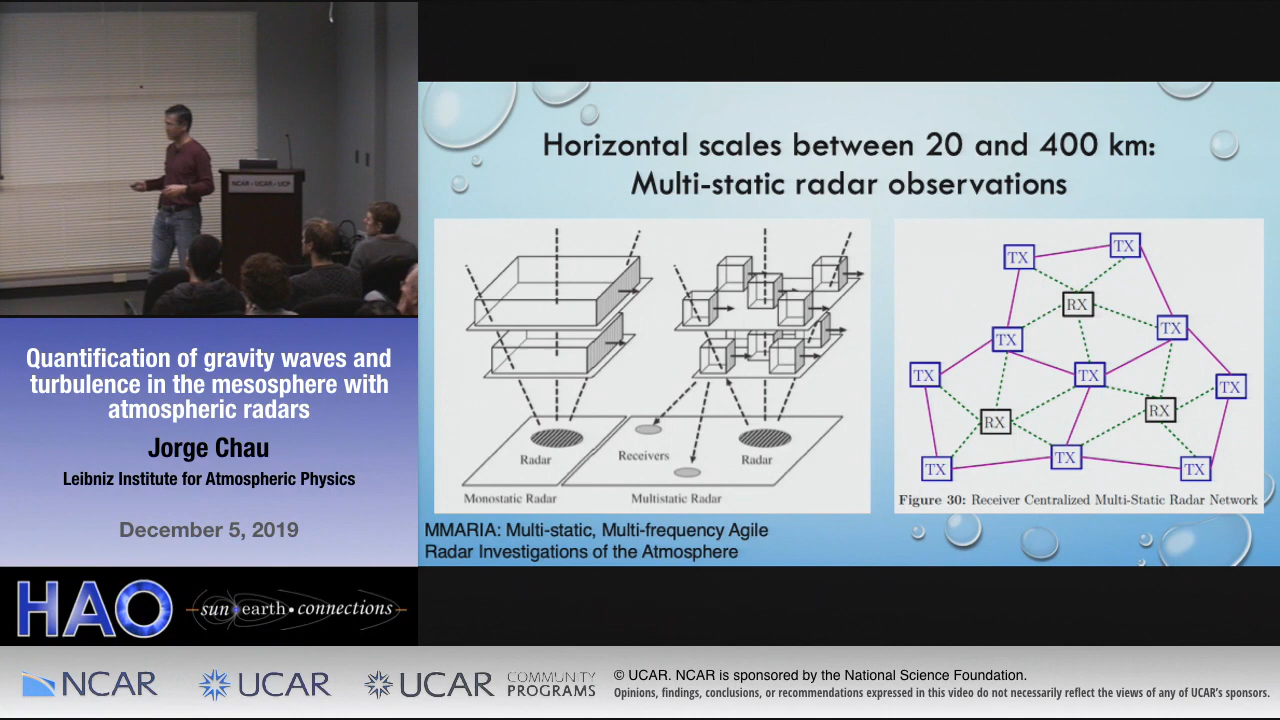 NCAR - UCAR - UCP
Quantification of gravity waves and
turbulence in the mesosphere with
atmospheric radars
Jorge Chau
Leibniz Institute for Atmospheric Physics
December 5, 2019
HAO
sun earth • connections
Horizontal scales between 20 and 400 km:
Multi-static radar observations
Radar
Receivers
Radar
Monostatic Radar
Multistatic Radar
TX
TX
RX
TX
TX
TX
TX
TX
RX
RX
TX
TX
TX
Figure 30: Receiver Centralized Multi-Static Radar Network
MMARIA: Multi-static, Multi-frequency Agile
Radar Investigations of the Atmosphere
NCAR
UCAR
UCAR
COMMUNITY
PROGRAMS
© UCAR. NCAR is sponsored by the National Science Foundation.
Opinions, findings, conclusions, or recommendations expressed in this video do not necessarily reflect the views of any of UCAR's sponsors.